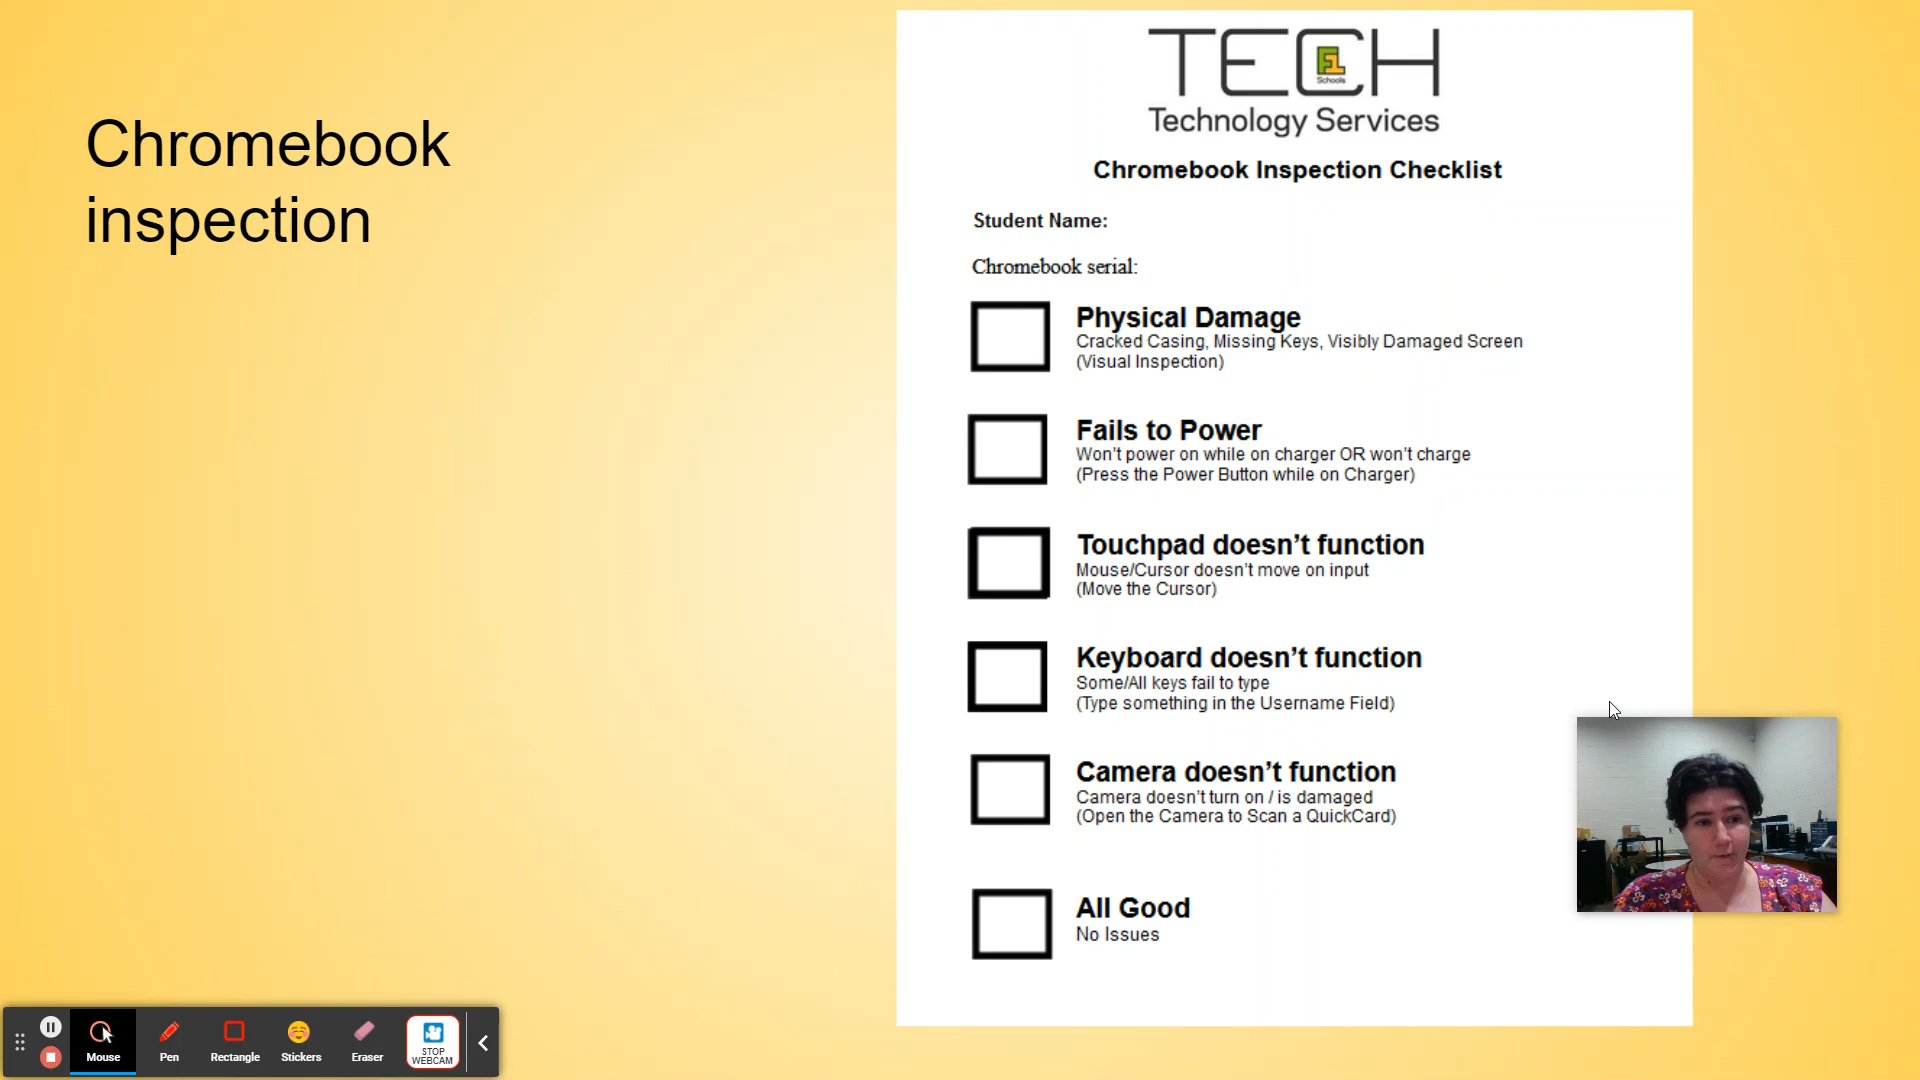 Chromebook
inspection
TECH
FL
Schools
Technology Services
Chromebook Inspection Checklist
Student Name:
Chromebook serial:
Physical Damage
Cracked Casing, Missing Keys, Visibly Damaged Screen
(Visual Inspection)
Fails to Power
Won't power on while on charger OR won't charge
(Press the Power Button while on Charger)
Touchpad doesn't function
Mouse/Cursor doesn't move on input
(Move the Cursor)
Keyboard doesn't function
Some/All keys fail to type
(Type something in the Username Field)
Camera doesn't function
Camera doesn't turn on / is damaged
(Open the Camera to Scan a QuickCard)
All Good
No Issues
Mouse
Pen
Rectangle
Stickers
Eraser
STOP
WEBCAM